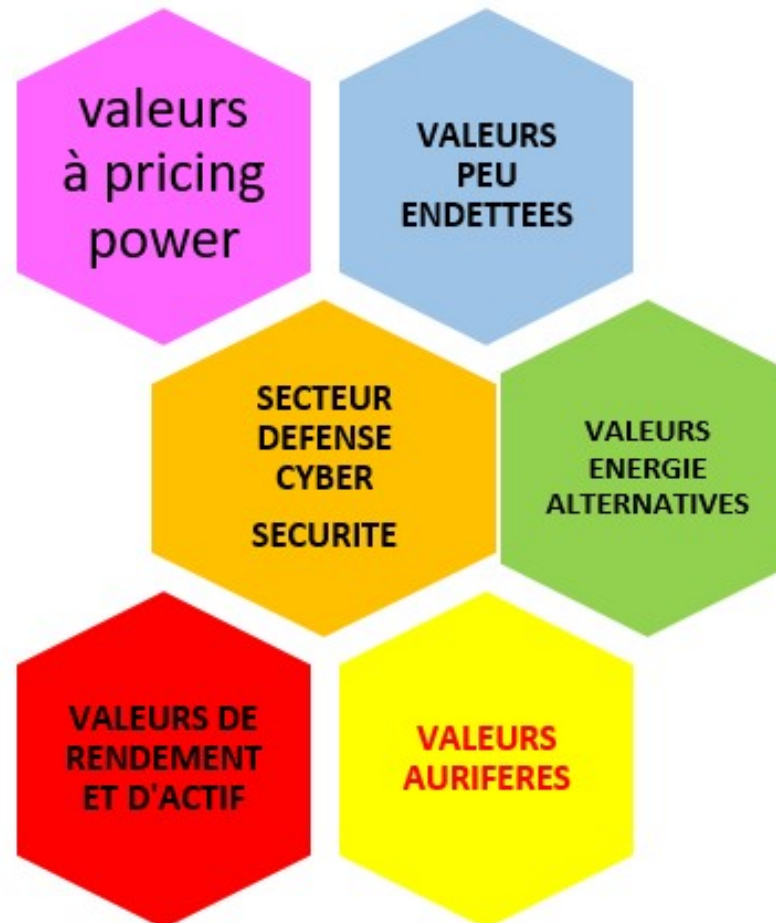 valeurs
à pricing
power
VALEURS
PEU
ENDETTEES
SECTEUR
DEFENSE
CYBER
SECURITE
VALEURS
ENERGIE
ALTERNATIVES
VALEURS DE
RENDEMENT
ET D'ACTIF
VALEURS
AURIFERES